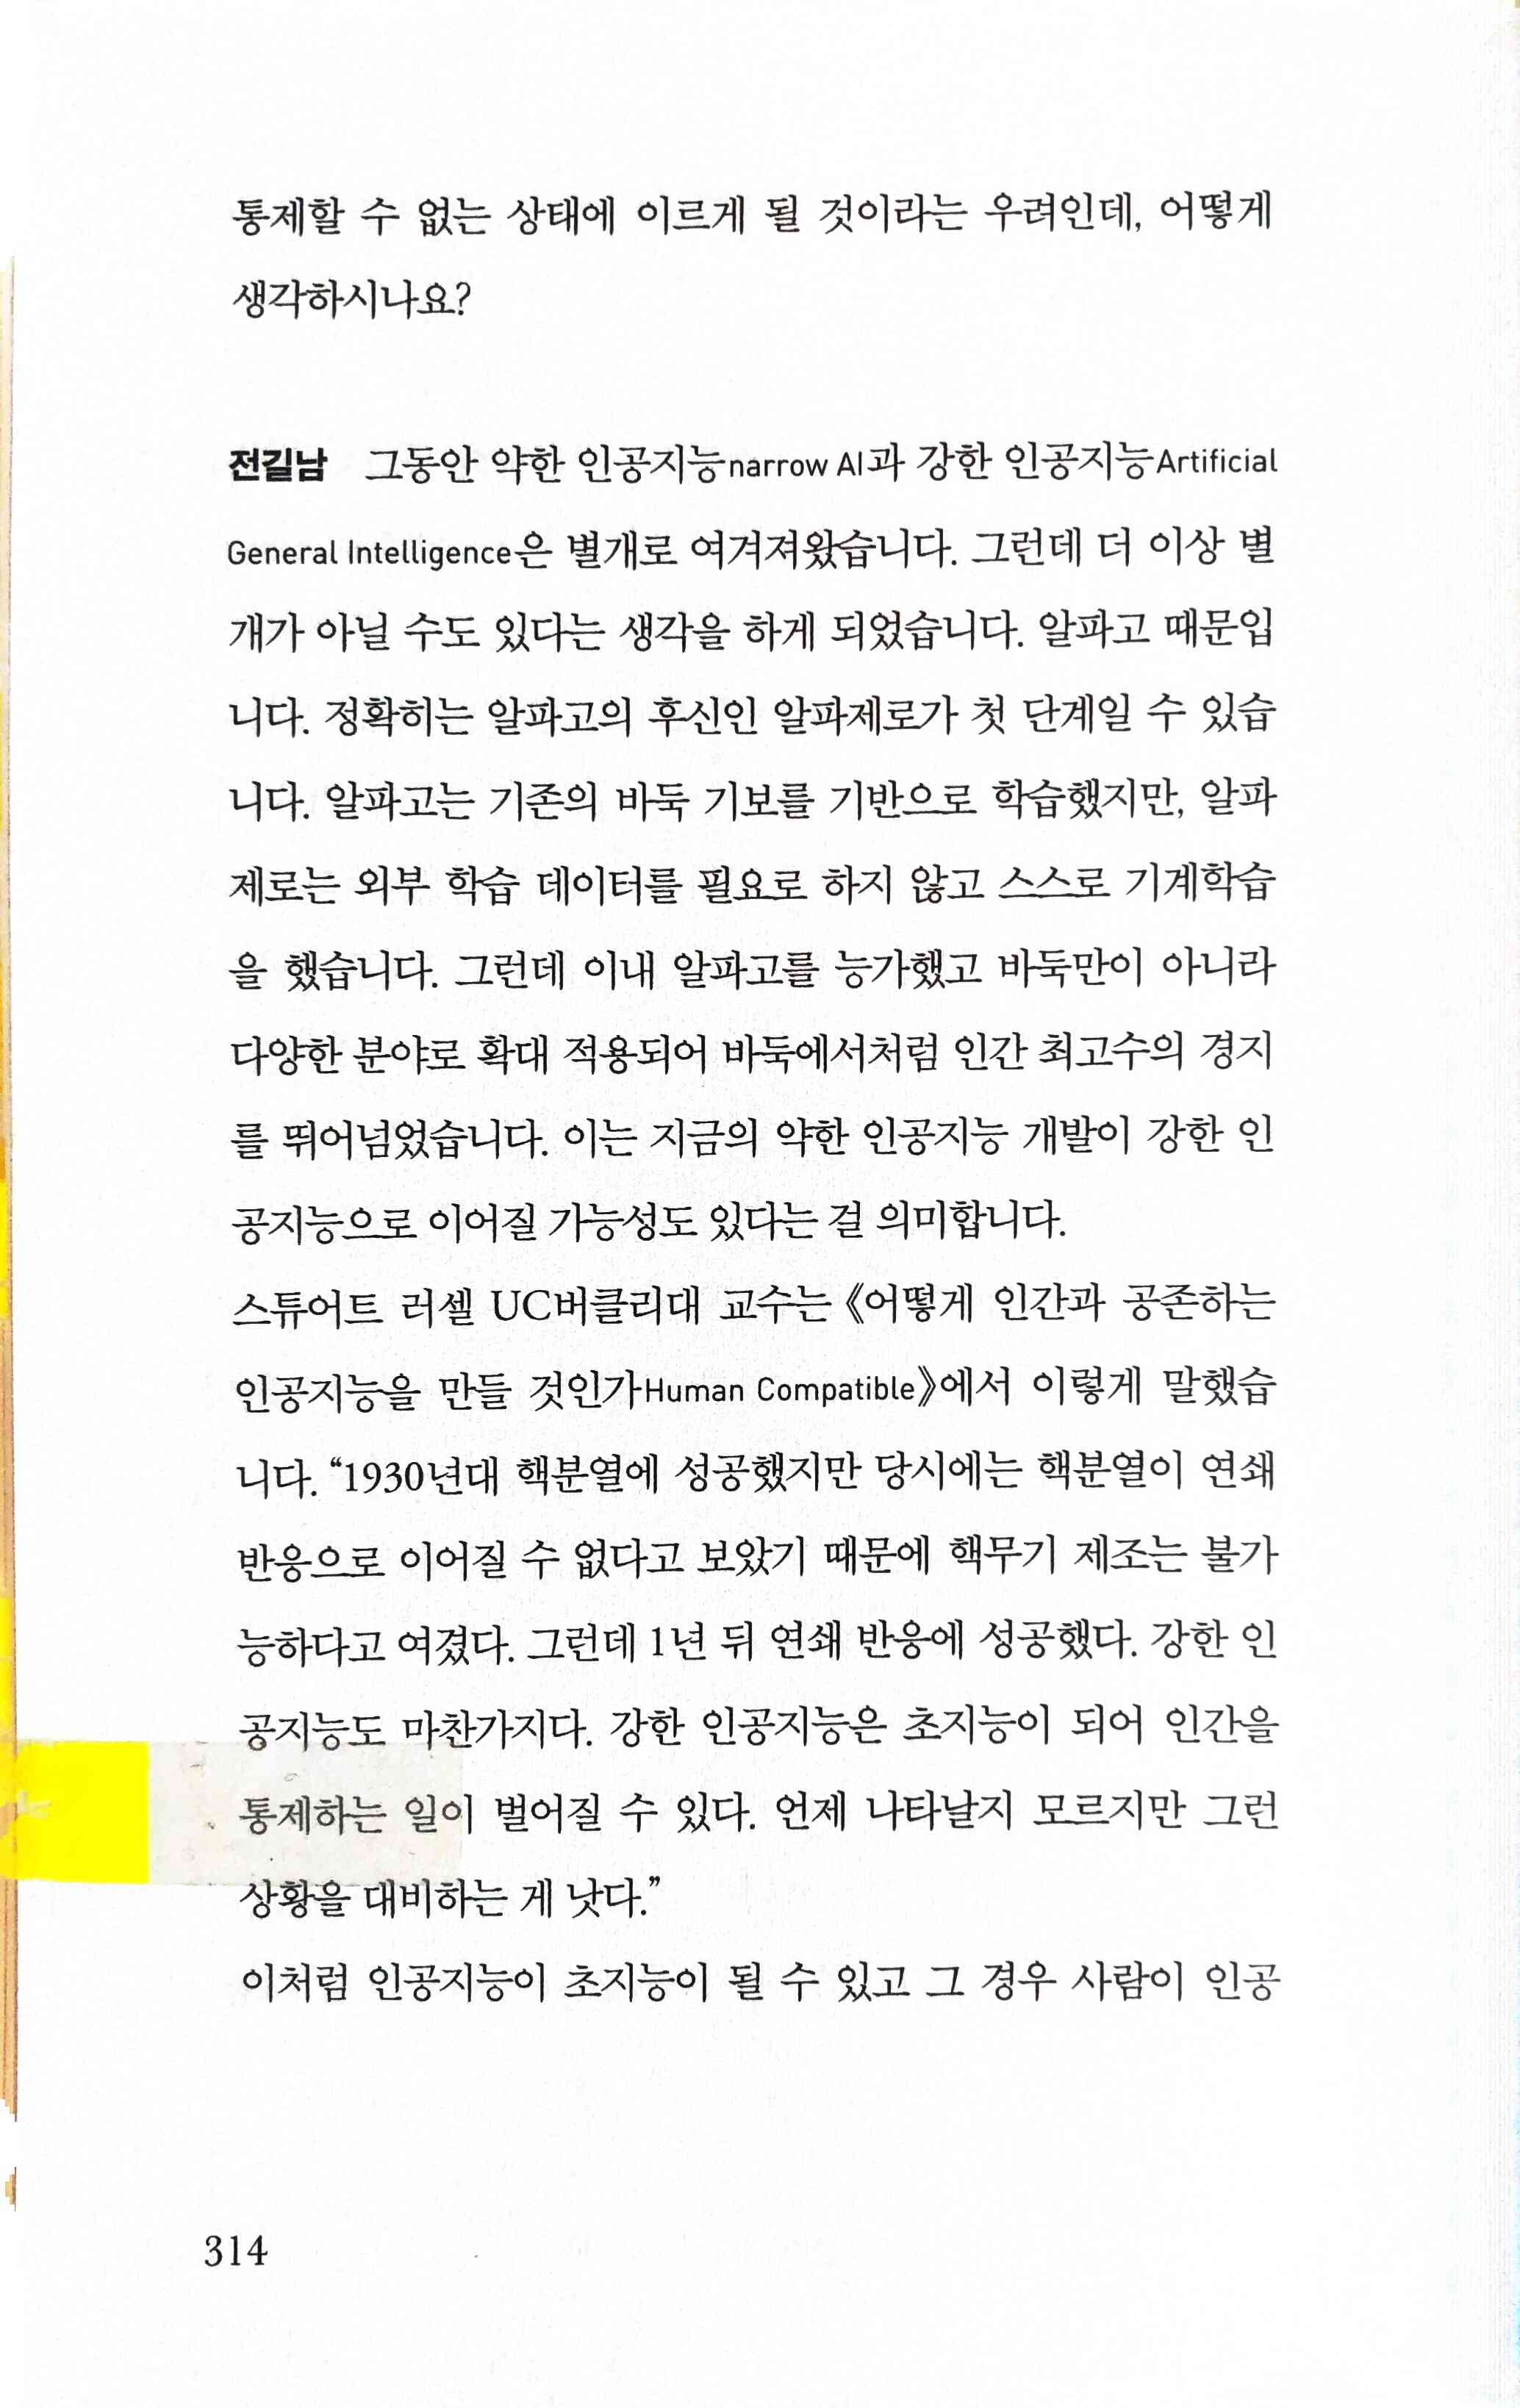 통제할 수 없는 상태에 이르게 될 것이라는 우려인데, 어떻게
생각하시나요?
전길남 그동안 약한 인공지능narrow AI과 강한 인공지능Artificial
General Intelligence은 별개로 여겨져왔습니다. 그런데 더 이상 별
개가 아닐 수도 있다는 생각을 하게 되었습니다. 알파고 때문입
니다. 정확히는 알파고의 후신인 알파제로가 첫 단계일 수 있습
니다. 알파고는 기존의 바둑 기보를 기반으로 학습했지만, 알파
제로는 외부 학습 데이터를 필요로 하지 않고 스스로 기계학습
을 했습니다. 그런데 이내 알파고를 능가했고 바둑만이 아니라
다양한 분야로 확대 적용되어 바둑에서처럼 인간 최고수의 경지
를 뛰어넘었습니다. 이는 지금의 약한 인공지능 개발이 강한 인
공지능으로 이어질 가능성도 있다는 걸 의미합니다.
스튜어트 러셀 UC버클리대 교수는 《어떻게 인간과 공존하는
인공지능을 만들 것인가Human Compatible》에서 이렇게 말했습
니다. “1930년대 핵분열에 성공했지만 당시에는 핵분열이 연쇄
반응으로 이어질 수 없다고 보았기 때문에 핵무기 제조는 불가
능하다고 여겼다. 그런데 1년 뒤 연쇄 반응에 성공했다. 강한 인
공지능도 마찬가지다. 강한 인공지능은 초지능이 되어 인간을
통제하는 일이 벌어질 수 있다. 언제 나타날지 모르지만 그런
상황을 대비하는 게 낫다.”
이처럼 인공지능이 초지능이 될 수 있고 그 경우 사람이 인공
314